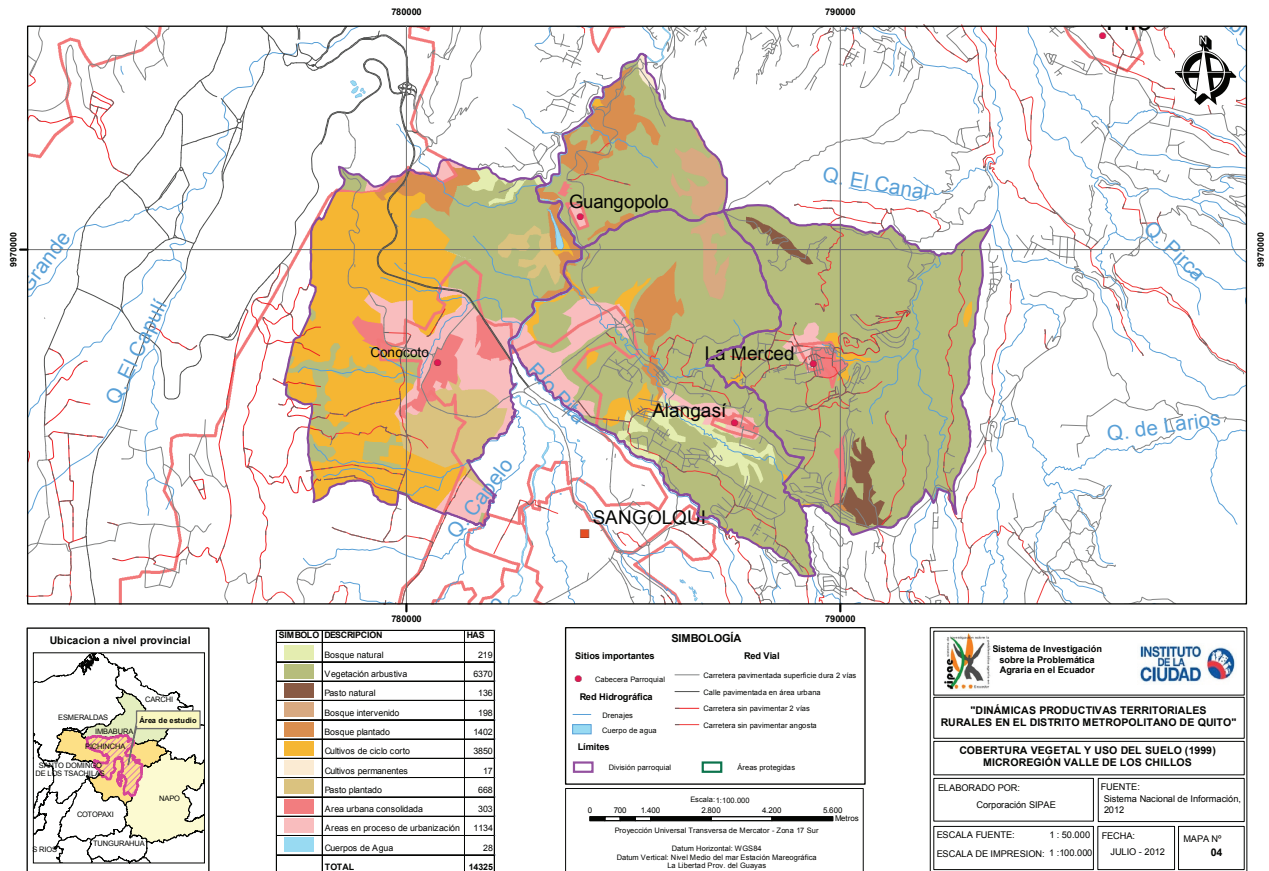 780000
790000
9970000
9970000
N
Q. El Canal
Q. Pirca
Grande
Q. El Capulí
Guangopolo
Conocoto
La Merced
Alangasí
Río Pita
Q. de Larios
Q. Capelo
SANGOLQUI
780000
790000
Ubicacion a nivel provincial
CARCHI
ESMERALDAS
Área de estudio
IMBABURA
PICHINCHA
SANTO DOMINGO
DE LOS TSACHILAS
NAPO
COTOPAXI
S RIOS
TUNGURAHUA
SIMBOLO DESCRIPCION HAS
Bosque natural 219
Vegetación arbustiva 6370
Pasto natural 136
Bosque intervenido 198
Bosque plantado 1402
Cultivos de ciclo corto 3850
Cultivos permanentes 17
Pasto plantado 668
Area urbana consolidada 303
Areas en proceso de urbanización 1134
Cuerpos de Agua 28
TOTAL 14325
SIMBOLOGÍA
Sitios importantes
Cabecera Parroquial
Red Hidrográfica
Drenajes
Cuerpo de agua
Red Vial
Carretera pavimentada superficie dura 2 vías
Calle pavimentada en área urbana
Carretera sin pavimentar 2 vías
Carretera sin pavimentar angosta
Limites
División parroquial
Áreas protegidas
Escala:1:100.000
0 700 1.400 2.800 4.200 5.600
Metros
Proyección Universal Transversa de Mercator - Zona 17 Sur
Datum Horizontal: WGS84
Datum Vertical: Nivel Medio del mar Estación Mareográfica
La Libertad Prov. del Guayas
sipae
Ecuador
Sistema de Investigación
sobre la Problemática
Agraria en el Ecuador
INSTITUTO
DE LA
CIUDAD
"DINÁMICAS PRODUCTIVAS TERRITORIALES
RURALES EN EL DISTRITO METROPOLITANO DE QUITO"
COBERTURA VEGETAL Y USO DEL SUELO (1999)
MICROREGIÓN VALLE DE LOS CHILLOS
ELABORADO POR:
Corporación SIPAE
FUENTE:
Sistema Nacional de Información,
2012
ESCALA FUENTE: 1 : 50.000
ESCALA DE IMPRESION: 1 :100.000
FECHA:
JULIO - 2012
MAPA Nº
04